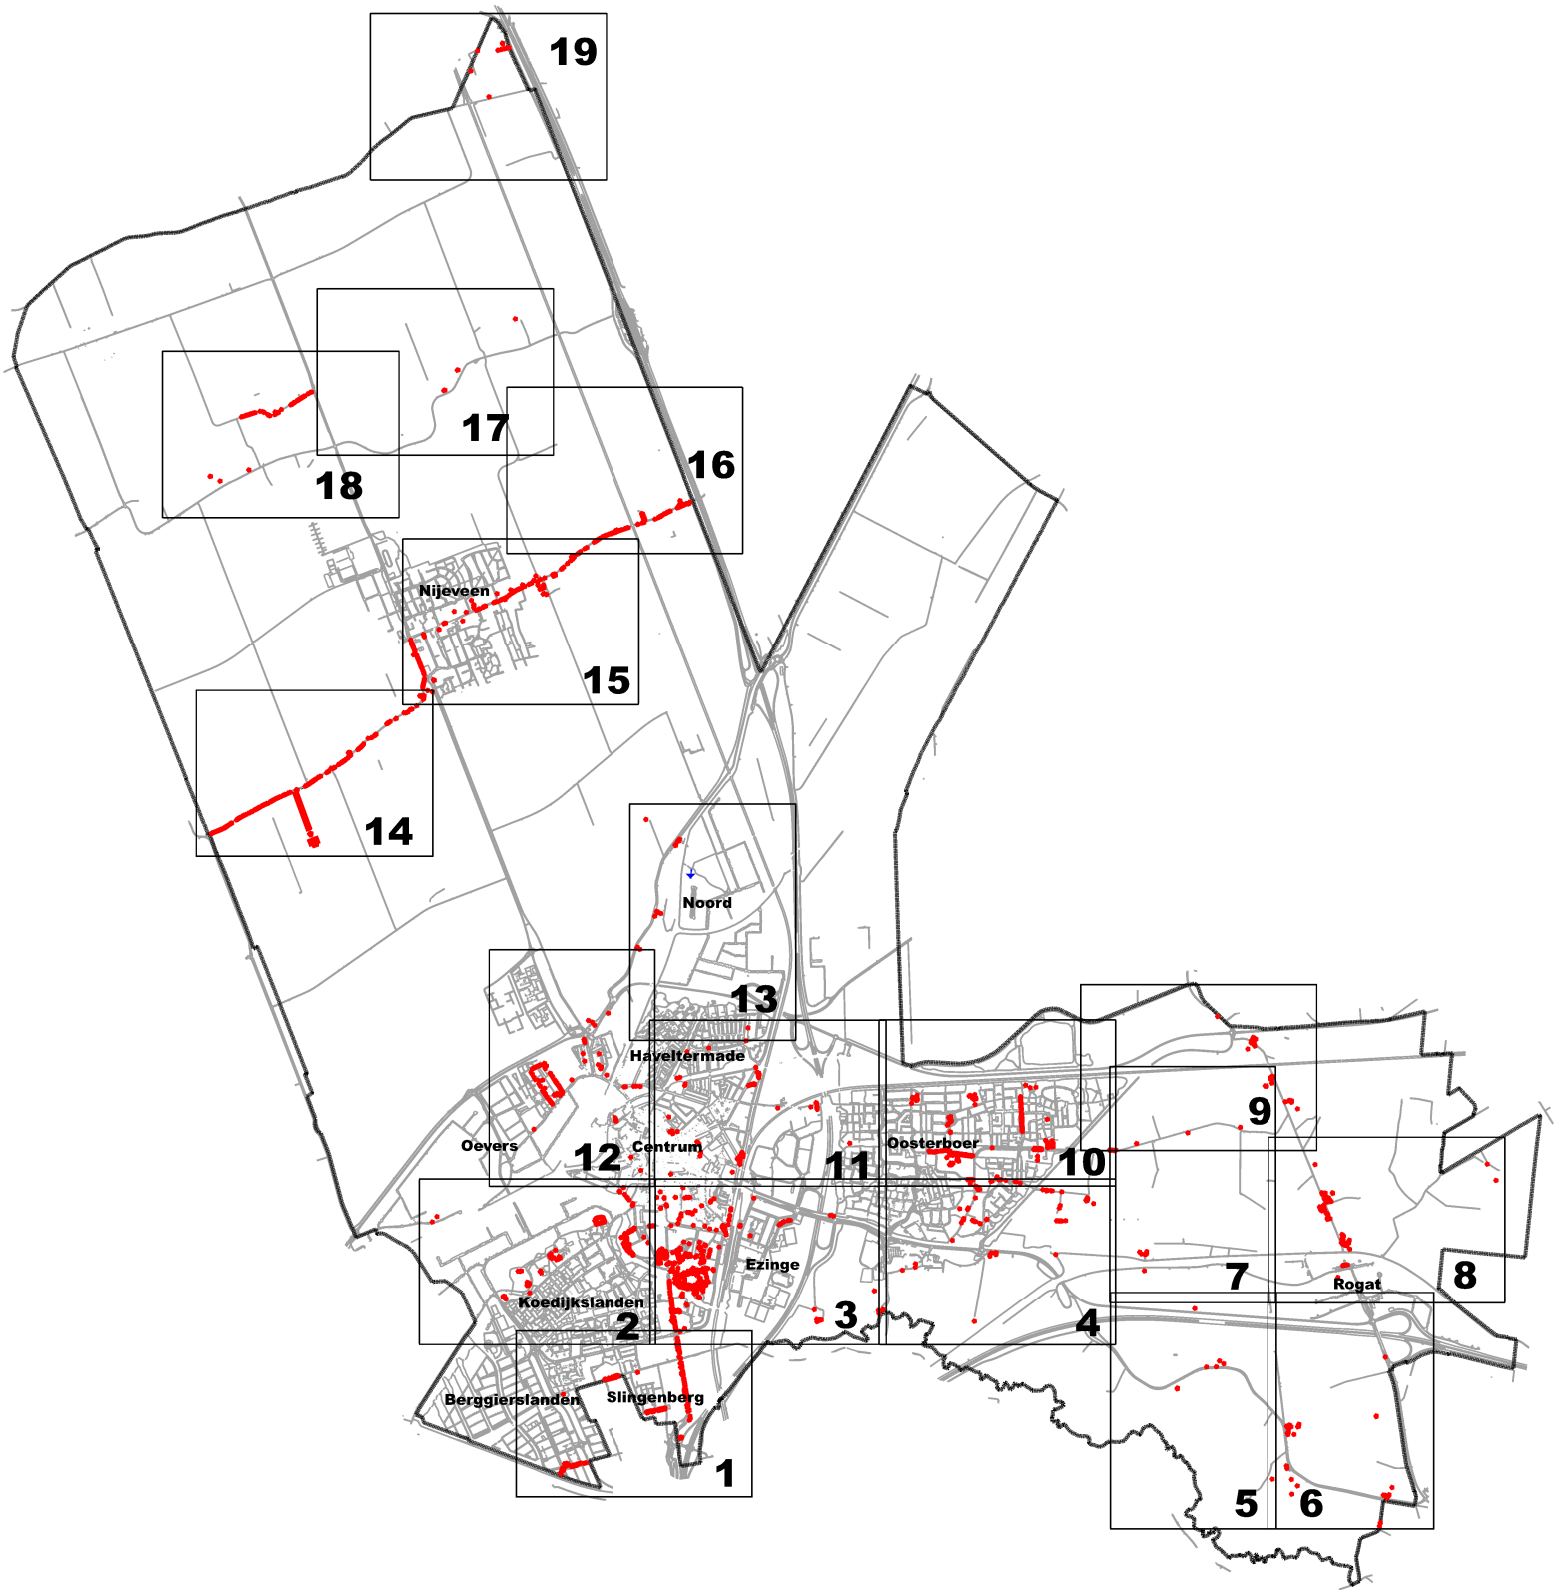 19
17
16
18
Nijeveen
15
14
Noord
13
Haveltermade
9
Oevers
12
Centrum
11
Oosterboer
10
Ezinge
7
Rogat
8
Koedijkslanden
2
3
4
Berggierslanden
Slingenberg
1
5
6